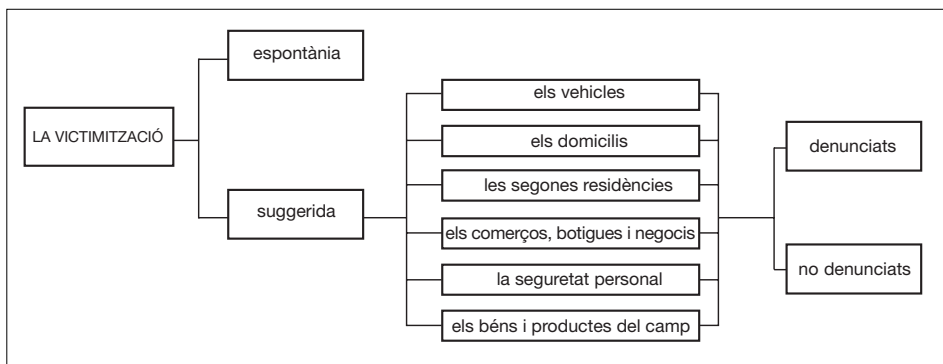 LA VICTIMITZACIÓ
espontània
suggerida
els vehicles
els domicilis
les segones residències
els comerços, botigues i negocis
la seguretat personal
els béns i productes del camp
denunciats
no denunciats